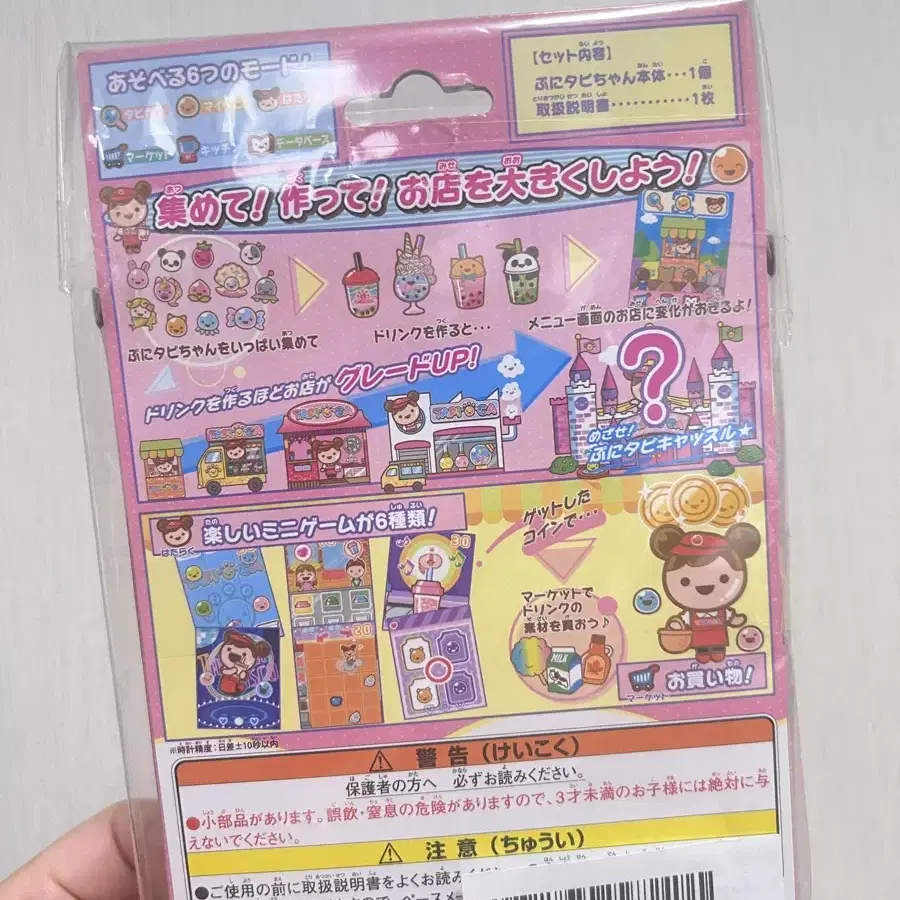 あそべる6つのモード！
マーケット
キッチン
データベース
【セット内容】
ぷにタピちゃん本体・・・1個
取扱説明書・・・・・・・・・・・1枚
集めて！作って！お店を大きくしよう！
ぷにタピちゃんをいっぱい集めて
ドリンクを作ると・・・
メニュー画面のお店に変化がおきるよ！
ドリンクを作るほどお店がグレードUP！
TAPI-O-CA
?
めざせ！
ぷにタピキャッスル★
はたらく
楽しいミニゲームが6種類！
30
20
ゲットした
コインで・・・
マーケットで
ドリンクの
素材を買おう♪
MILK
マーケット
お買い物！
※時計精度：日差±10秒以内
警告（けいこく）
保護者の方へ 必ずお読みください。
●小部品があります。誤飲・窒息の危険がありますので、3才未満のお子様には絶対に与
えないでください。
注意（ちゅうい）
●ご使用の前に取扱説明書をよくお読み